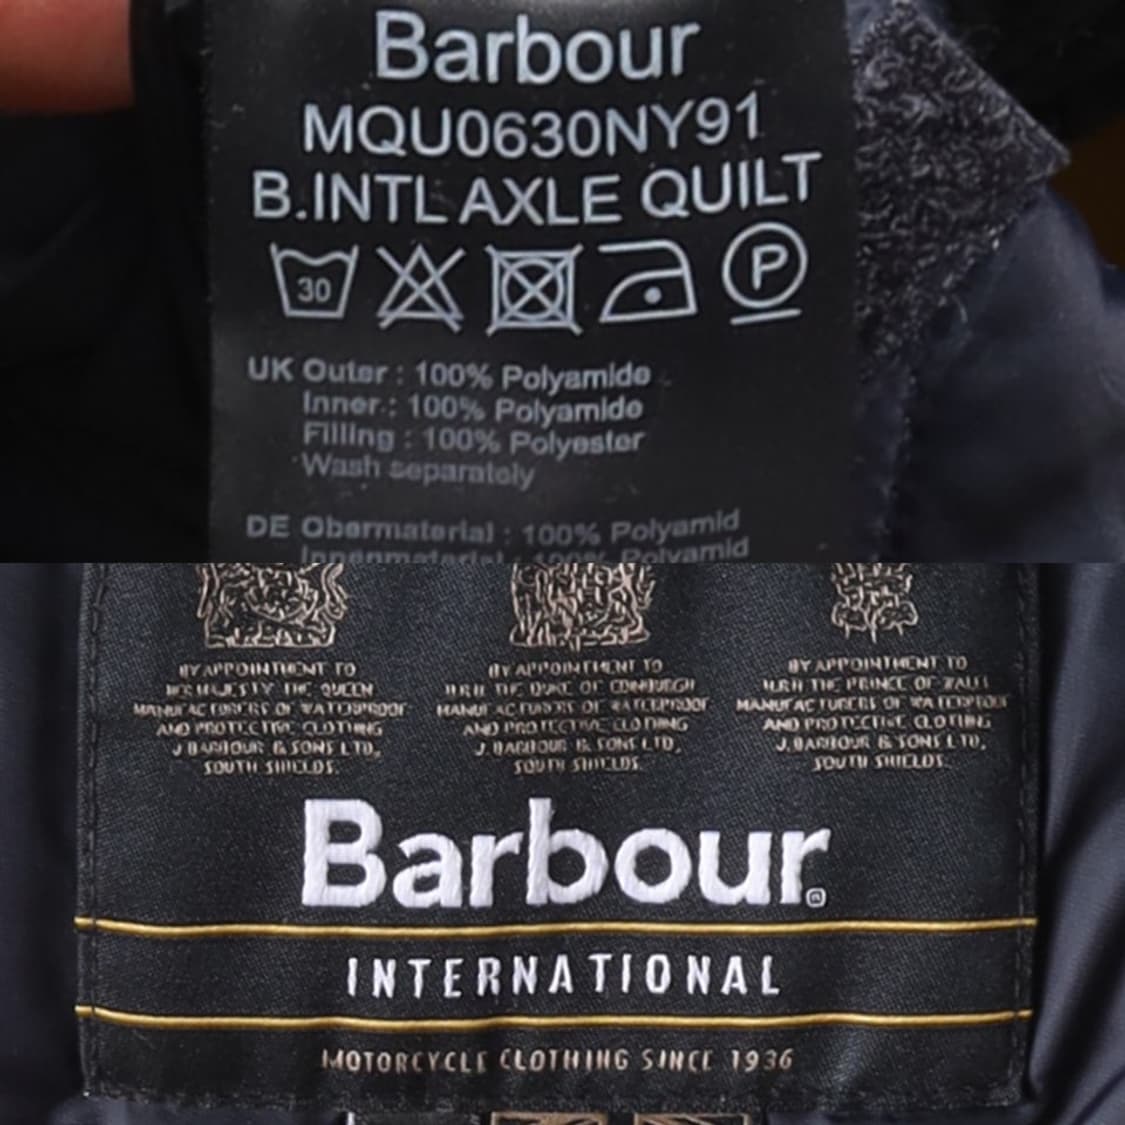 Barbour
MQU0630NY91
B.INTL AXLE QUILT
30
P
UK Outer : 100% Polyamide
Inner : 100% Polyamide
Filling : 100% Polyester
Wash separately
DE Obermaterial : 100% Polyamid
Innenmaterial : 100% Polyamid
BY APPOINTMENT TO
BY APPOINTMENT TO
BY APPOINTMENT TO
HER MAJESTY THE QUEEN
H.R.H THE DUKE OF EDINBURGH
H.R.H THE PRINCE OF WALES
MANUFACTURERS OF WATERPROOF
MANUFACTURERS OF WATERPROOF
MANUFACTURERS OF WATERPROOF
AND PROTECTIVE CLOTHING
AND PROTECTIVE CLOTHING
AND PROTECTIVE CLOTHING
J BARBOUR & SONS LTD,
J.BARBOUR & SONS LTD,
J.BARBOUR & SONS LTD,
SOUTH SHIELDS.
SOUTH SHIELDS
SOUTH SHIELDS
Barbour®
INTERNATIONAL
MOTORCYCLE CLOTHING SINCE 1936